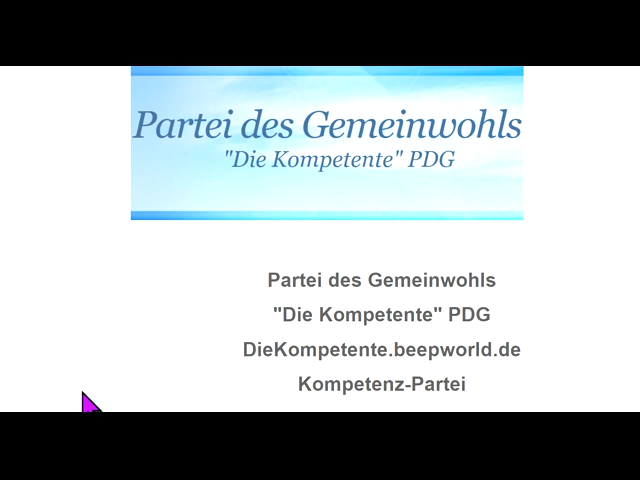 Partei des Gemeinwohls
"Die Kompetente" PDG
Partei des Gemeinwohls
"Die Kompetente" PDG
DieKompetente.beepworld.de
Kompetenz-Partei